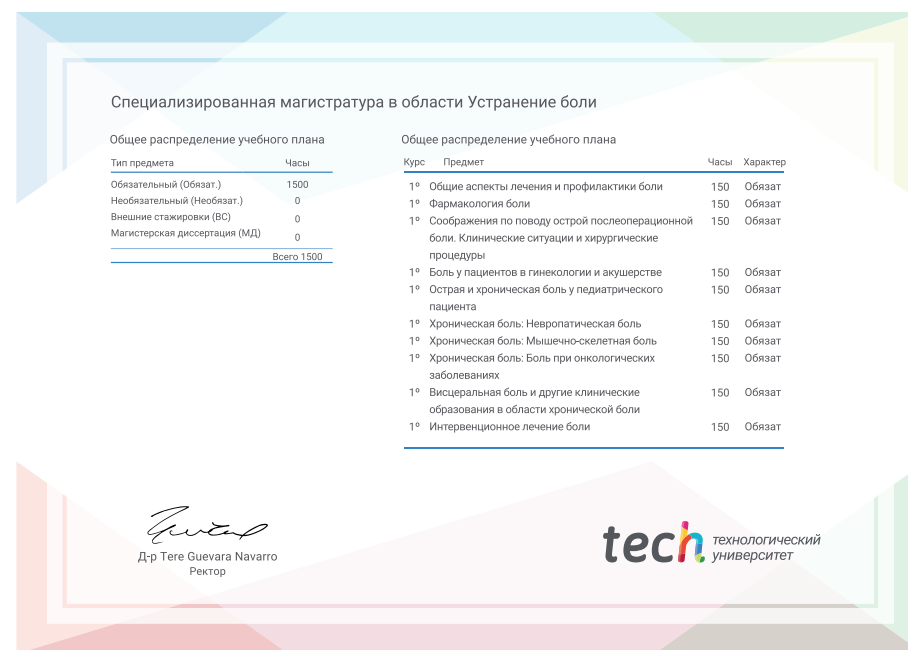 Специализированная магистратура в области Устранение боли
Общее распределение учебного плана
Тип предмета Часы
Обязательный (Обязат.) 1500
Необязательный (Необязат.) 0
Внешние стажировки (ВС) 0
Магистерская диссертация (МД) 0
Всего 1500
Общее распределение учебного плана
Курс Предмет Часы Характер
1º Общие аспекты лечения и профилактики боли 150 Обязат
1º Фармакология боли 150 Обязат
1º Соображения по поводу острой послеоперационной 150 Обязат
боли. Клинические ситуации и хирургические
процедуры
1º Боль у пациентов в гинекологии и акушерстве 150 Обязат
1º Острая и хроническая боль у педиатрического 150 Обязат
пациента
1º Хроническая боль: Невропатическая боль 150 Обязат
1º Хроническая боль: Мышечно-скелетная боль 150 Обязат
1º Хроническая боль: Боль при онкологических 150 Обязат
заболеваниях
1º Висцеральная боль и другие клинические 150 Обязат
образования в области хронической боли
1º Интервенционное лечение боли 150 Обязат
Д-р Tere Guevara Navarro
Ректор
tech технологический
университет